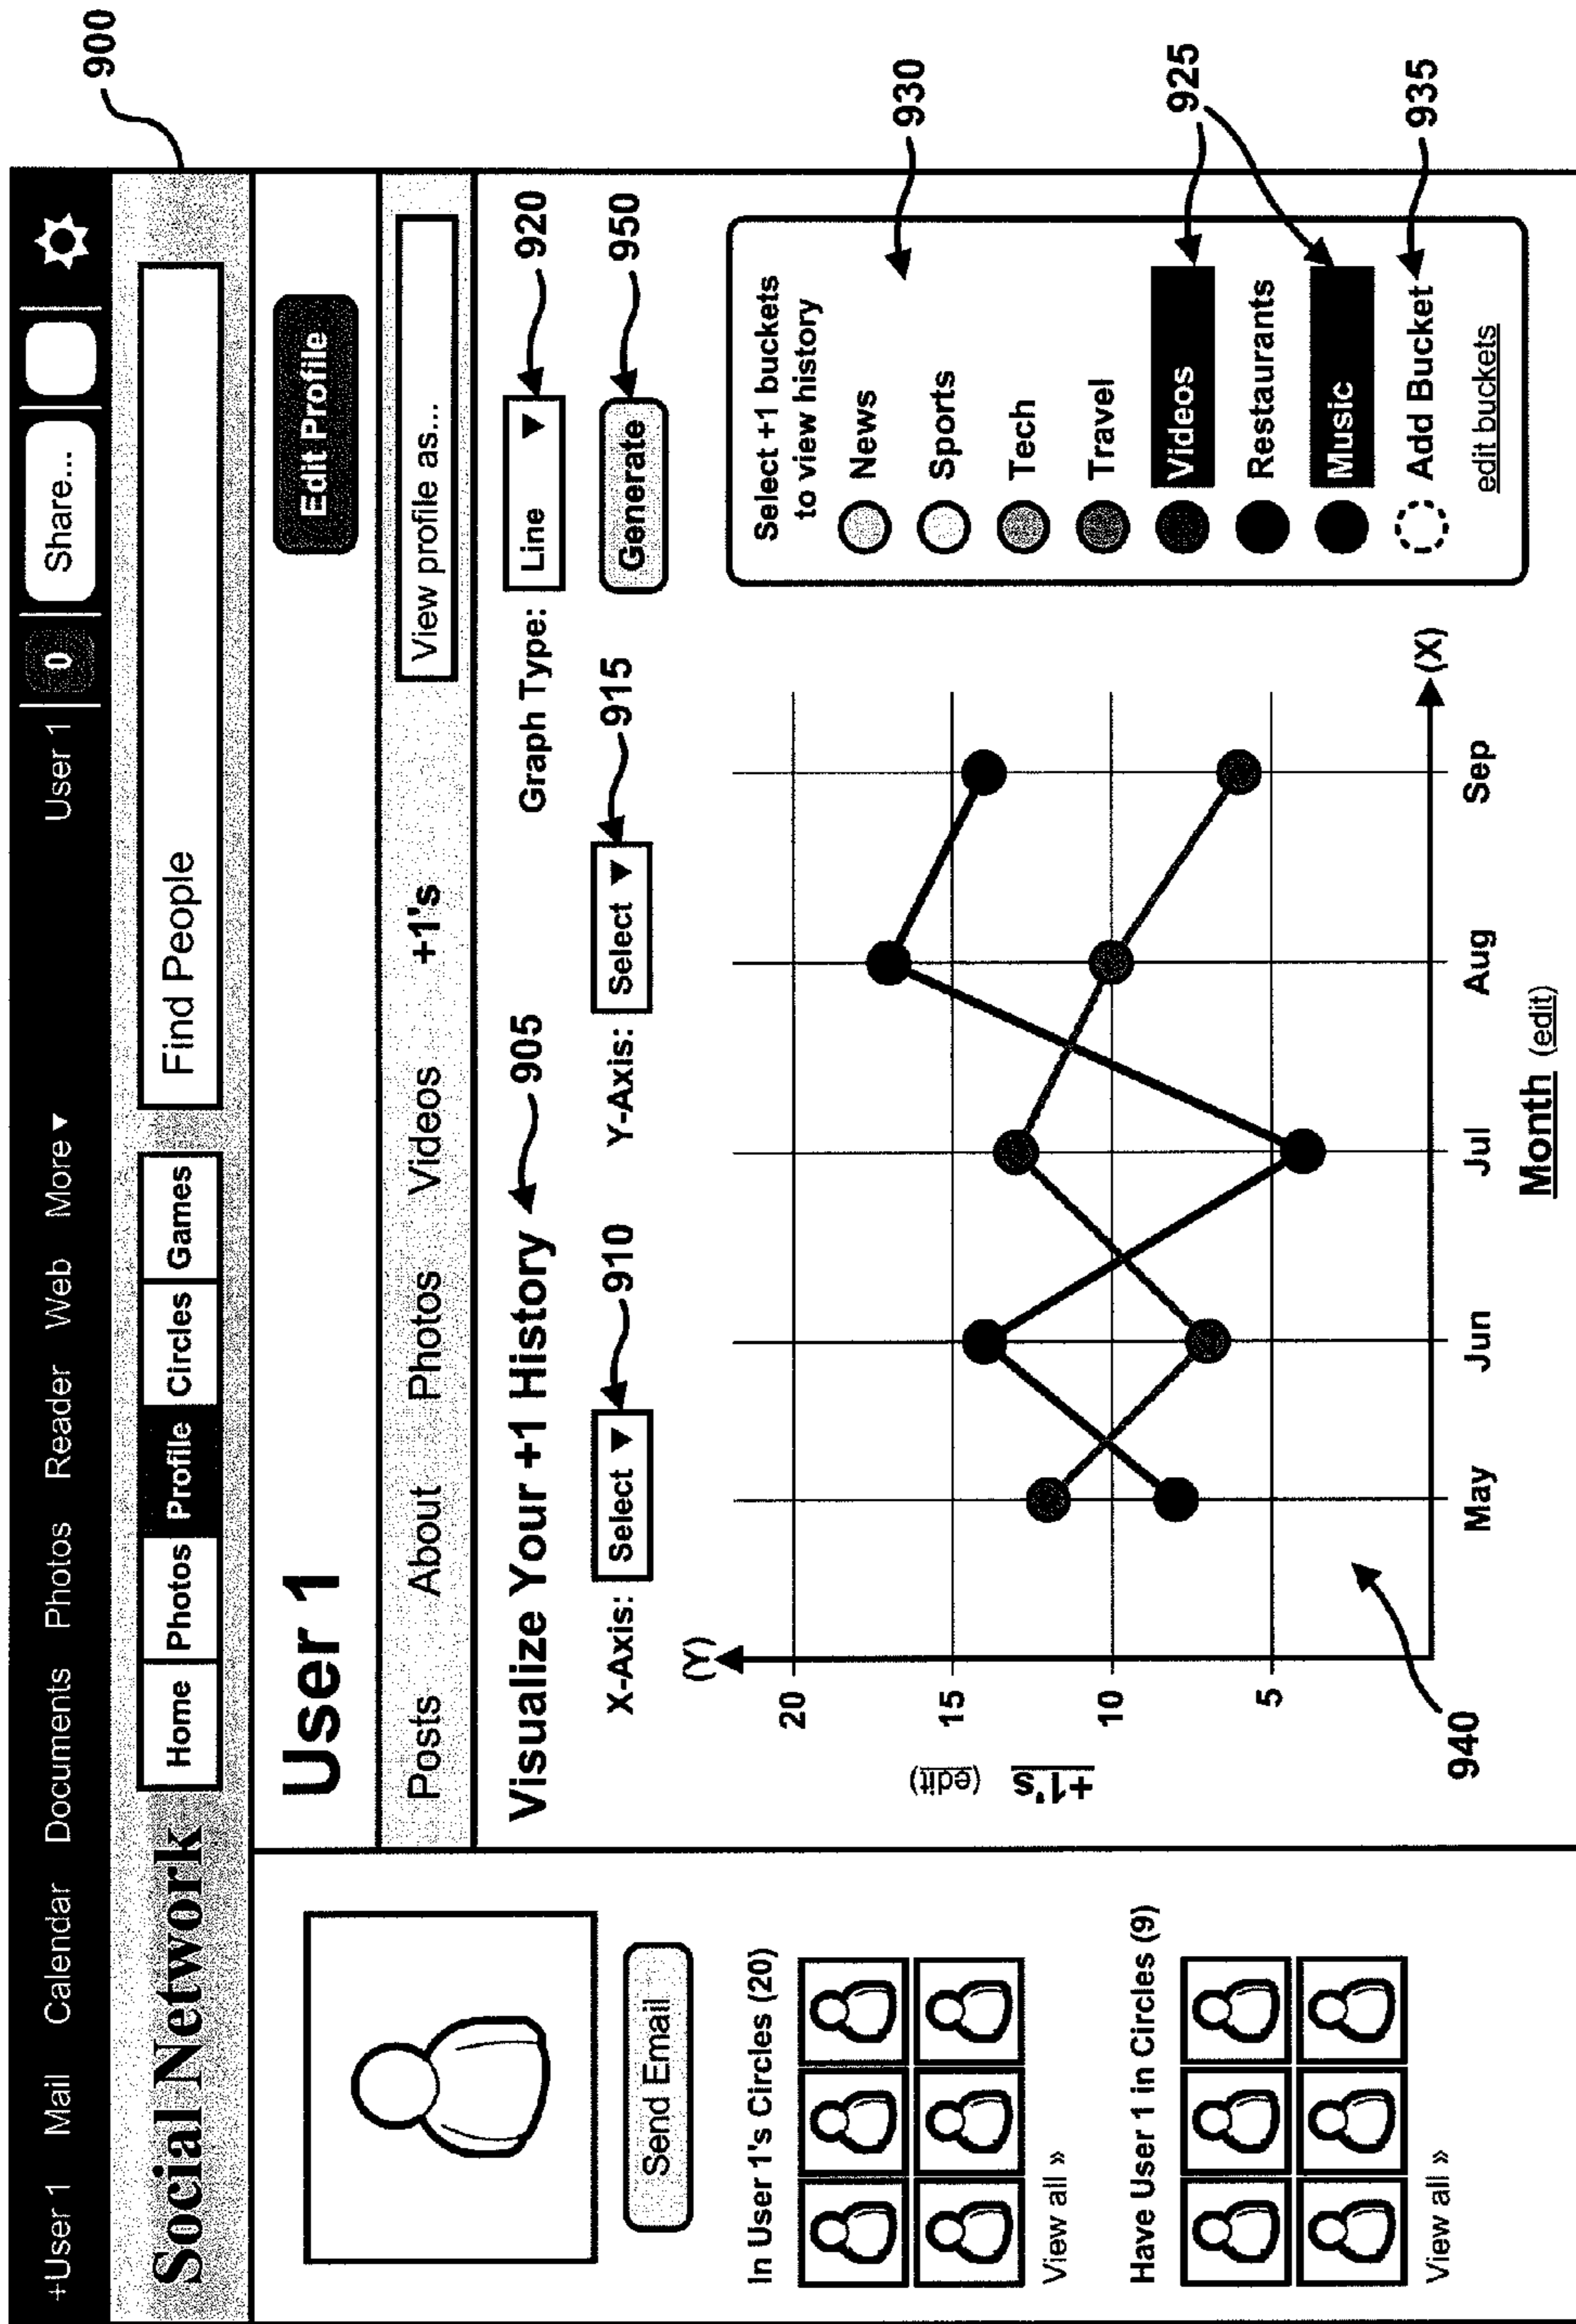 +User 1 Mail Calendar Documents Photos Reader Web More ▾ User 1 0 Share...
900
Social Network Home Photos Profile Circles Games Find People
User 1 Edit Profile
Posts About Photos Videos +1's View profile as...
Send Email
In User 1's Circles (20)
View all »
Have User 1 in Circles (9)
View all »
Visualize Your +1 History 905
Graph Type: Line ▼ 920
X-Axis: Select ▼ 910 Y-Axis: Select ▼ 915 Generate 950
(Y)
20
15
10
5
+1's
(edit)
940
May Jun Jul Aug Sep
(X)
Month (edit)
Select +1 buckets
to view history
930
News
Sports
Tech
Travel
Videos
925
Restaurants
Music
Add Bucket
935
edit buckets